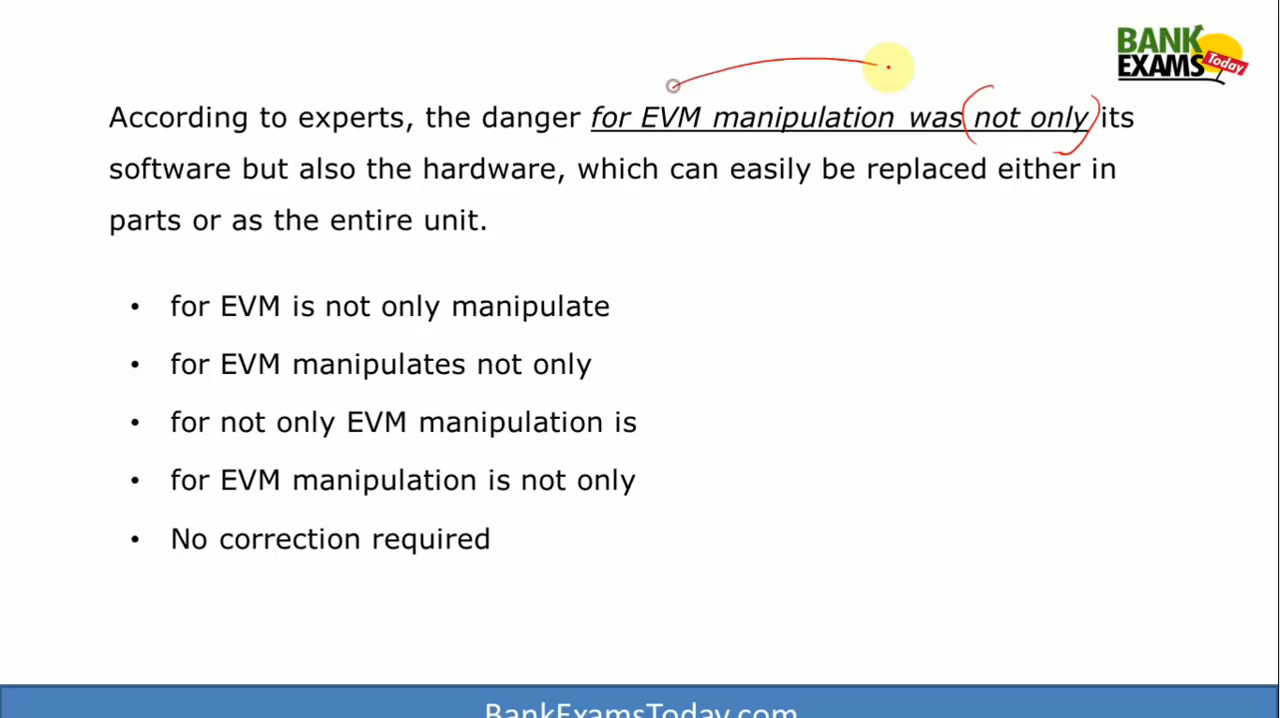 BANK
EXAMS Today
According to experts, the danger for EVM manipulation was not only its
software but also the hardware, which can easily be replaced either in
parts or as the entire unit.
• for EVM is not only manipulate
• for EVM manipulates not only
• for not only EVM manipulation is
• for EVM manipulation is not only
• No correction required
BankExamsToday.com